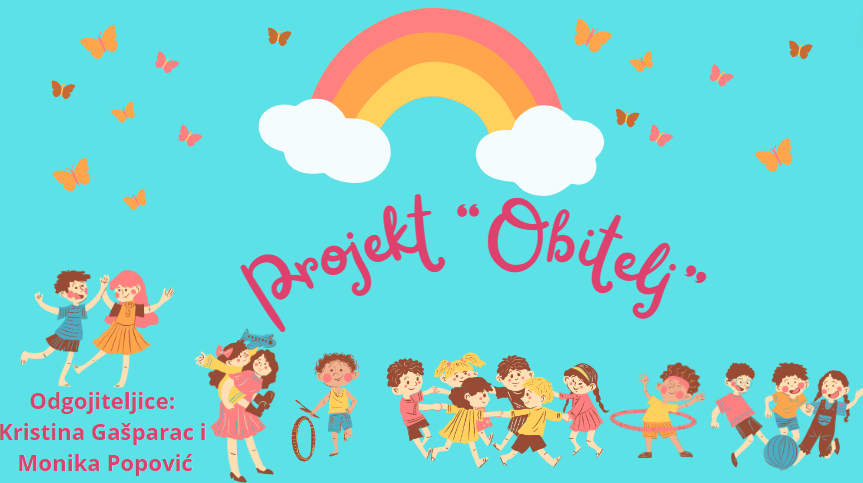 projekt “Obitelj”
Odgojiteljice:
Kristina Gašparac i
Monika Popović